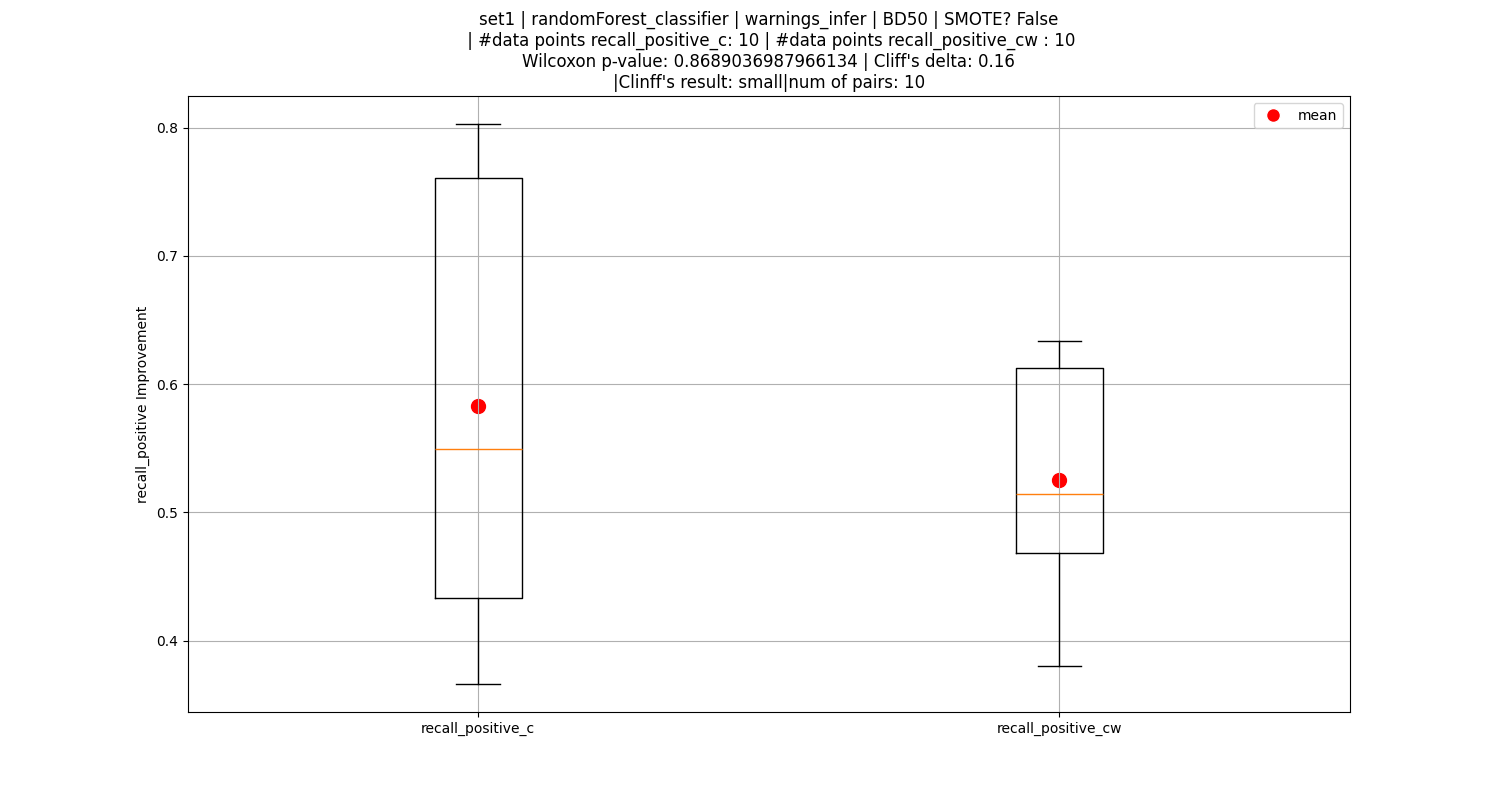 set1 | randomForest_classifier | warnings_infer | BD50 | SMOTE? False
| #data points recall_positive_c: 10 | #data points recall_positive_cw : 10
Wilcoxon p-value: 0.8689036987966134 | Cliff's delta: 0.16
|Clinff's result: small|num of pairs: 10
mean
0.8
0.7
0.6
0.5
0.4
recall_positive Improvement
recall_positive_c
recall_positive_cw